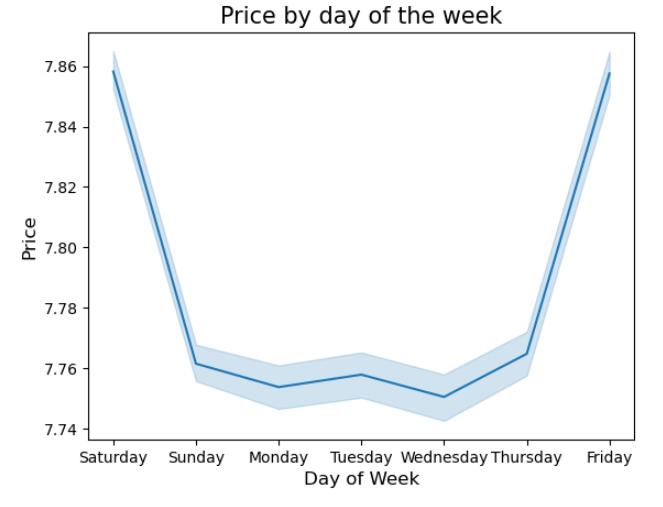 Price by day of the week
Price
7.86
7.84
7.82
7.80
7.78
7.76
7.74
Saturday Sunday Monday Tuesday Wednesday Thursday Friday
Day of Week